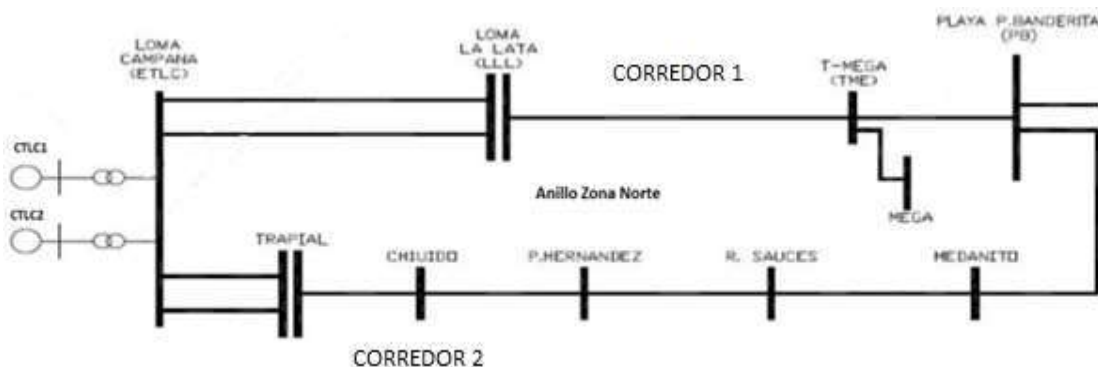 LOMA
CAMPANA
(ETLC)
LOMA
LA LATA
(LLL)
CORREDOR 1
T-MEGA
(TME)
PLAYA P.BANDERITA
(PB)
CTLC1
CTLC2
Anillo Zona Norte
MEGA
TRAPIAL
CHIUIDO
P.HERNANDEZ
R. SAUCES
MEDANITO
CORREDOR 2